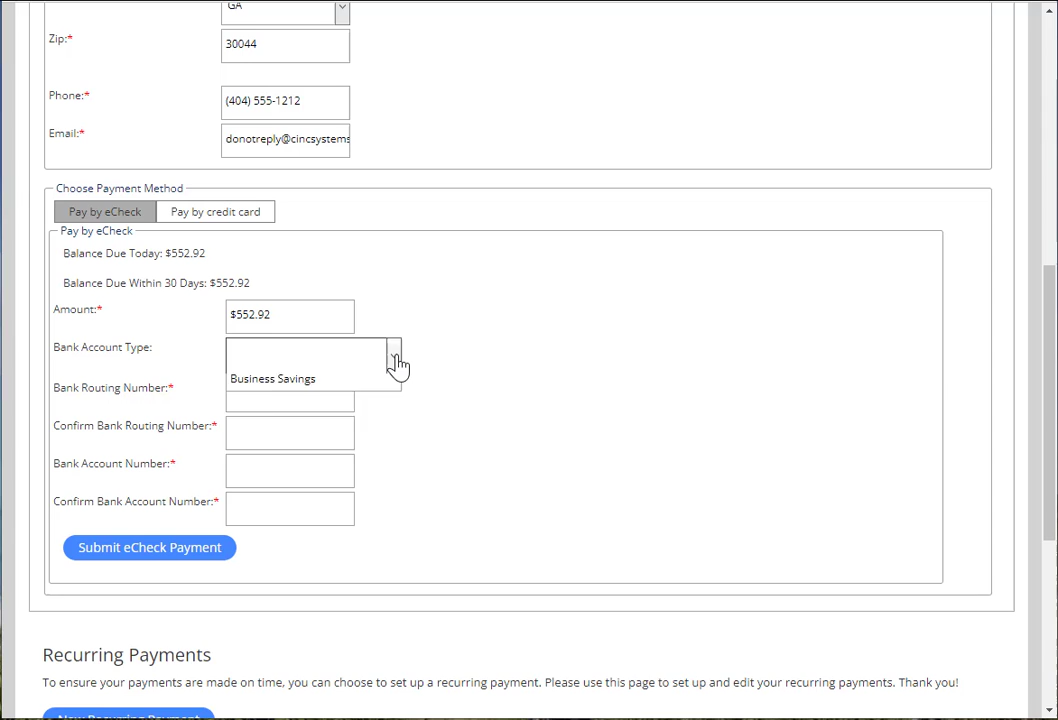 GA
Zip:*
30044
Phone:*
(404) 555-1212
Email:*
donotreply@cincsystems
Choose Payment Method
Pay by eCheck
Pay by credit card
Pay by eCheck
Balance Due Today: $552.92
Balance Due Within 30 Days: $552.92
Amount:*
$552.92
Bank Account Type:
Business Savings
Bank Routing Number:*
Confirm Bank Routing Number:*
Bank Account Number:*
Confirm Bank Account Number:*
Submit eCheck Payment
Recurring Payments
To ensure your payments are made on time, you can choose to set up a recurring payment. Please use this page to set up and edit your recurring payments. Thank you!
New Recurring Payment